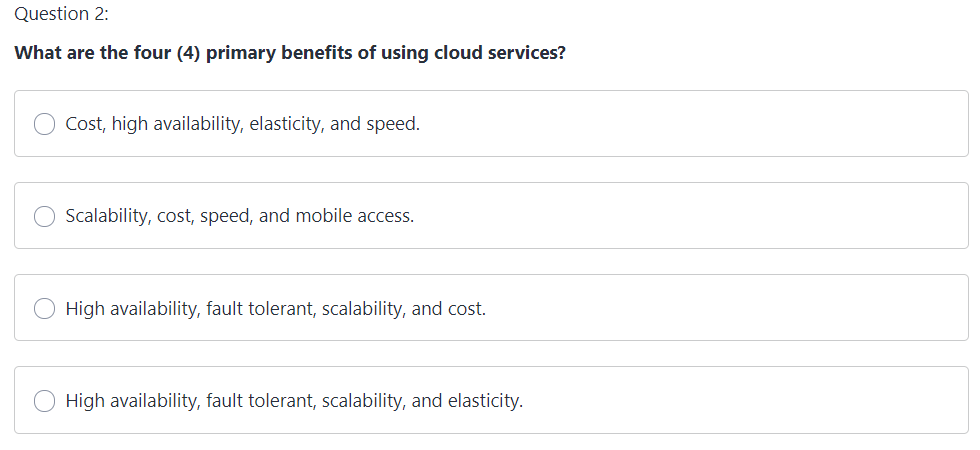 Question 2:
What are the four (4) primary benefits of using cloud services?
Cost, high availability, elasticity, and speed.
Scalability, cost, speed, and mobile access.
High availability, fault tolerant, scalability, and cost.
High availability, fault tolerant, scalability, and elasticity.